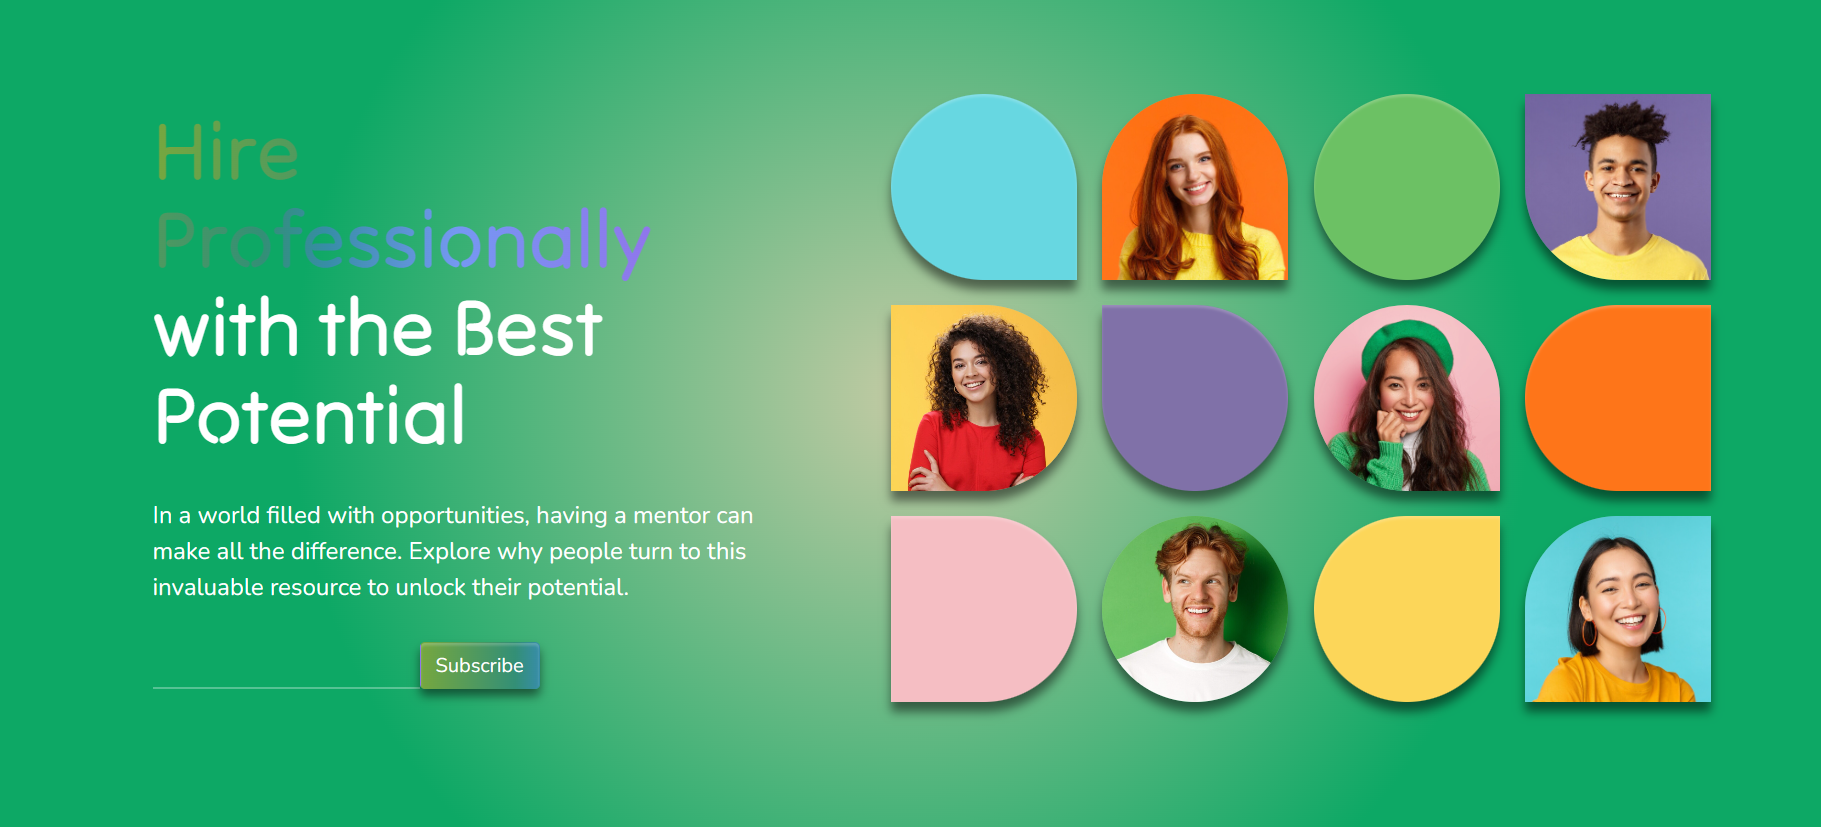 Hire
Professionally
with the Best
Potential
In a world filled with opportunities, having a mentor can
make all the difference. Explore why people turn to this
invaluable resource to unlock their potential.
Subscribe